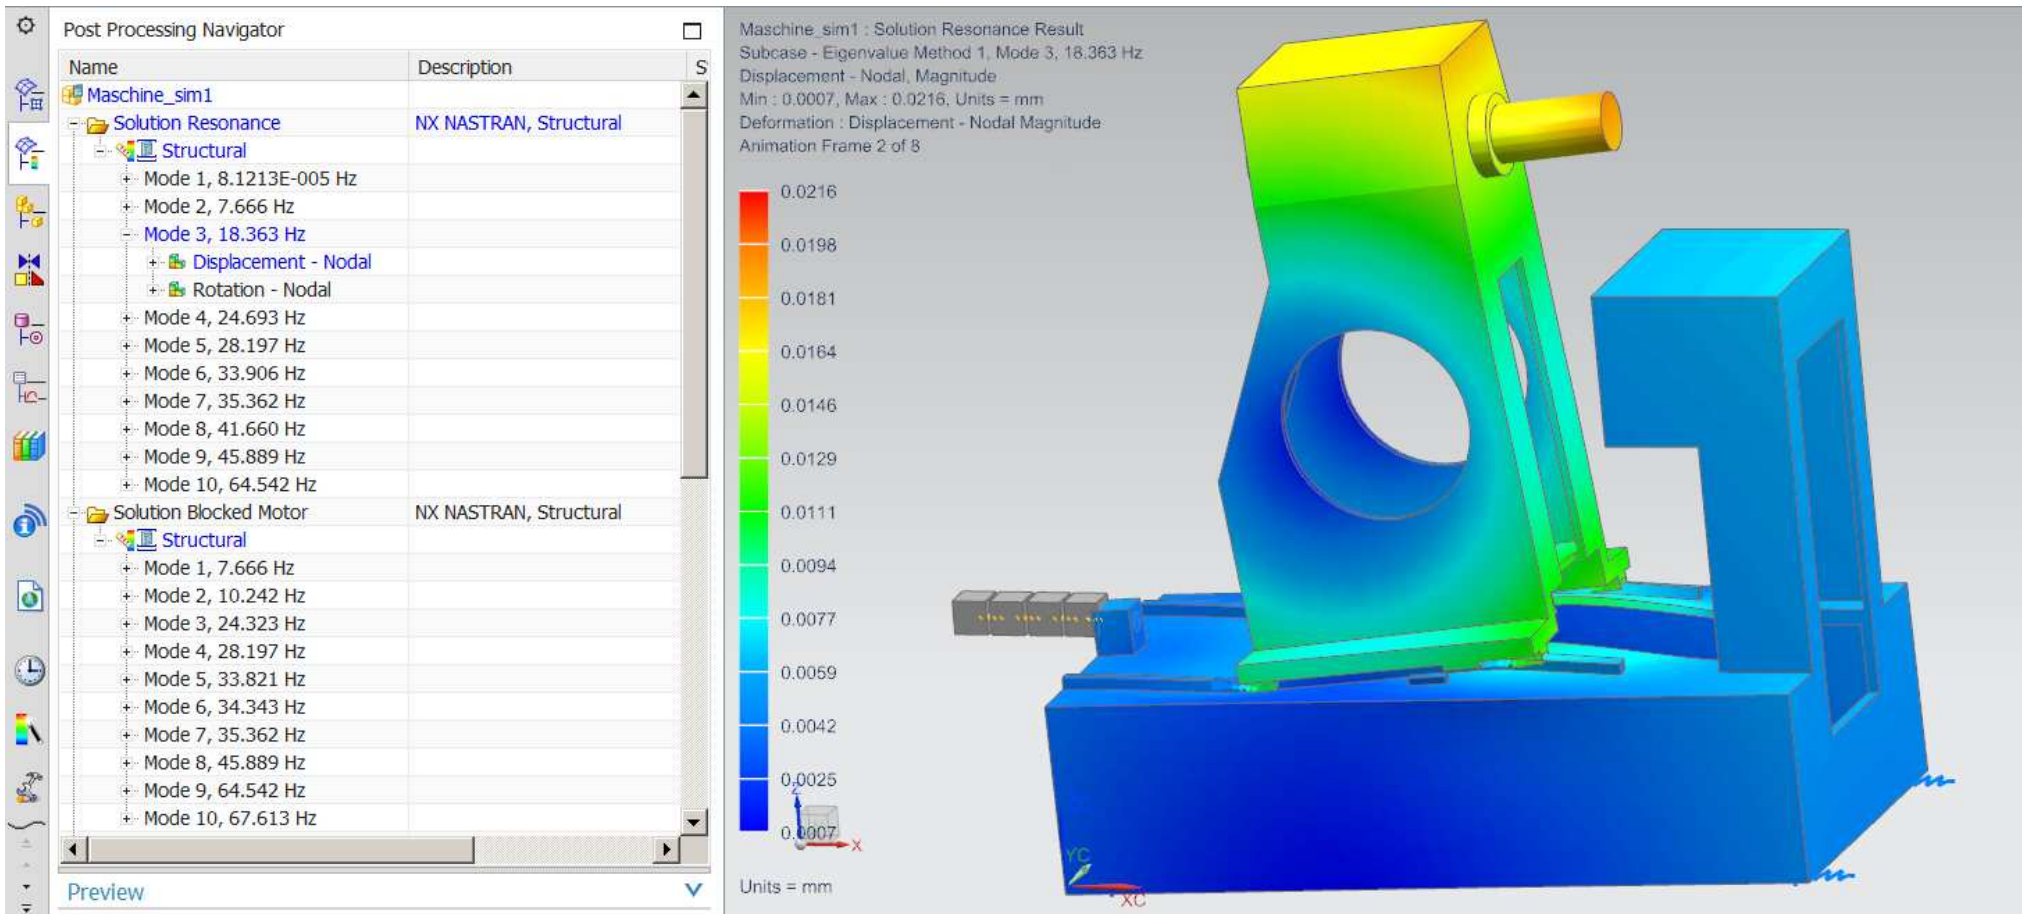 Post Processing Navigator
Name Description S
Maschine_sim1
Solution Resonance NX NASTRAN, Structural
Structural
Mode 1, 8.1213E-005 Hz
Mode 2, 7.666 Hz
Mode 3, 18.363 Hz
Displacement - Nodal
Rotation - Nodal
Mode 4, 24.693 Hz
Mode 5, 28.197 Hz
Mode 6, 33.906 Hz
Mode 7, 35.362 Hz
Mode 8, 41.660 Hz
Mode 9, 45.889 Hz
Mode 10, 64.542 Hz
Solution Blocked Motor NX NASTRAN, Structural
Structural
Mode 1, 7.666 Hz
Mode 2, 10.242 Hz
Mode 3, 24.323 Hz
Mode 4, 28.197 Hz
Mode 5, 33.821 Hz
Mode 6, 34.343 Hz
Mode 7, 35.362 Hz
Mode 8, 45.889 Hz
Mode 9, 64.542 Hz
Mode 10, 67.613 Hz
Preview
Maschine_sim1 : Solution Resonance Result
Subcase - Eigenvalue Method 1, Mode 3, 18.363 Hz
Displacement - Nodal, Magnitude
Min : 0.0007, Max : 0.0216, Units = mm
Deformation : Displacement - Nodal Magnitude
Animation Frame 2 of 8
0.0216
0.0198
0.0181
0.0164
0.0146
0.0129
0.0111
0.0094
0.0077
0.0059
0.0042
0.0025
0.0007
Units = mm
Z
X
YC
XC